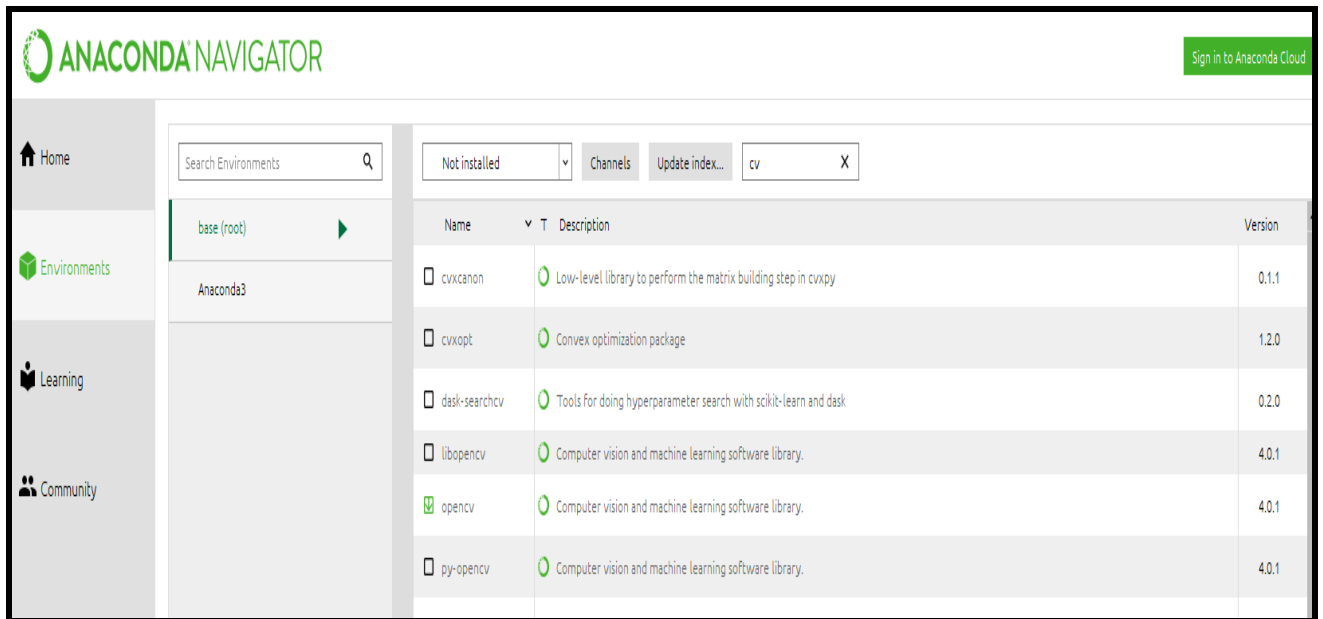 ANACONDA NAVIGATOR
Sign in to Anaconda Cloud
Home
Environments
Learning
Community
Search Environments
base (root)
Anaconda3
Not installed Channels Update index... cv X
Name T Description Version
cvxcanon Low-level library to perform the matrix building step in cvxpy 0.1.1
cvxopt Convex optimization package 1.2.0
dask-searchcv Tools for doing hyperparameter search with scikit-learn and dask 0.2.0
libopencv Computer vision and machine learning software library. 4.0.1
opencv Computer vision and machine learning software library. 4.0.1
py-opencv Computer vision and machine learning software library. 4.0.1